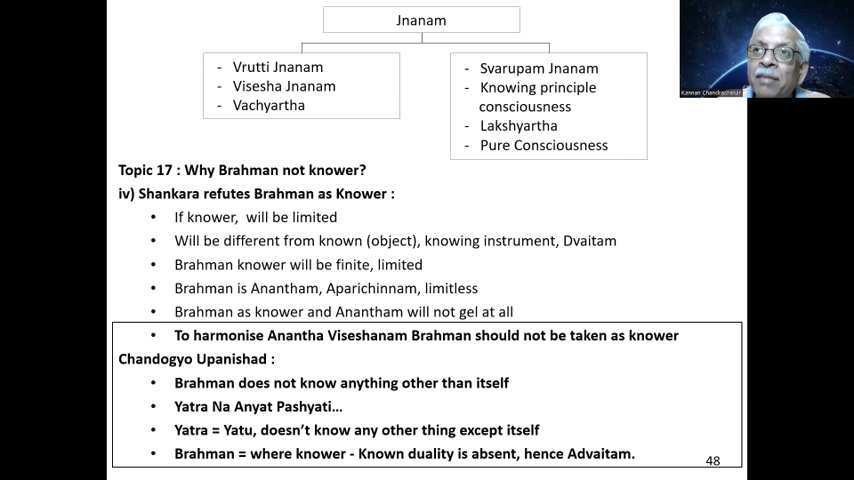 Jnanam
- Vrutti Jnanam
- Visesha Jnanam
- Vachyartha
- Svarupam Jnanam
- Knowing principle
consciousness
- Lakshyartha
- Pure Consciousness
Kannan Chandrasekar
Topic 17 : Why Brahman not knower?
iv) Shankara refutes Brahman as Knower :
• If knower,  will be limited
• Will be different from known (object), knowing instrument, Dvaitam
• Brahman knower will be finite, limited
• Brahman is Anantham, Aparichinnam, limitless
• Brahman as knower and Anantham will not gel at all
• To harmonise Anantha Viseshanam Brahman should not be taken as knower
Chandogyo Upanishad :
• Brahman does not know anything other than itself
• Yatra Na Anyat Pashyati...
• Yatra = Yatu, doesn't know any other thing except itself
• Brahman = where knower - Known duality is absent, hence Advaitam.
48